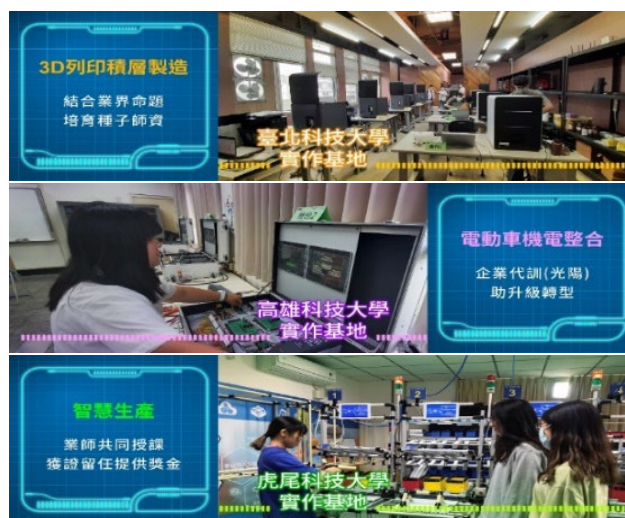 3D列印積層製造
結合業界命題
培育種子師資
臺北科技大學
實作基地
電動車機電整合
企業代訓(光陽)
助升級轉型
高雄科技大學
實作基地
智慧生產
業師共同授課
獲證留任提供獎金
1
2
3
4
虎尾科技大學
實作基地